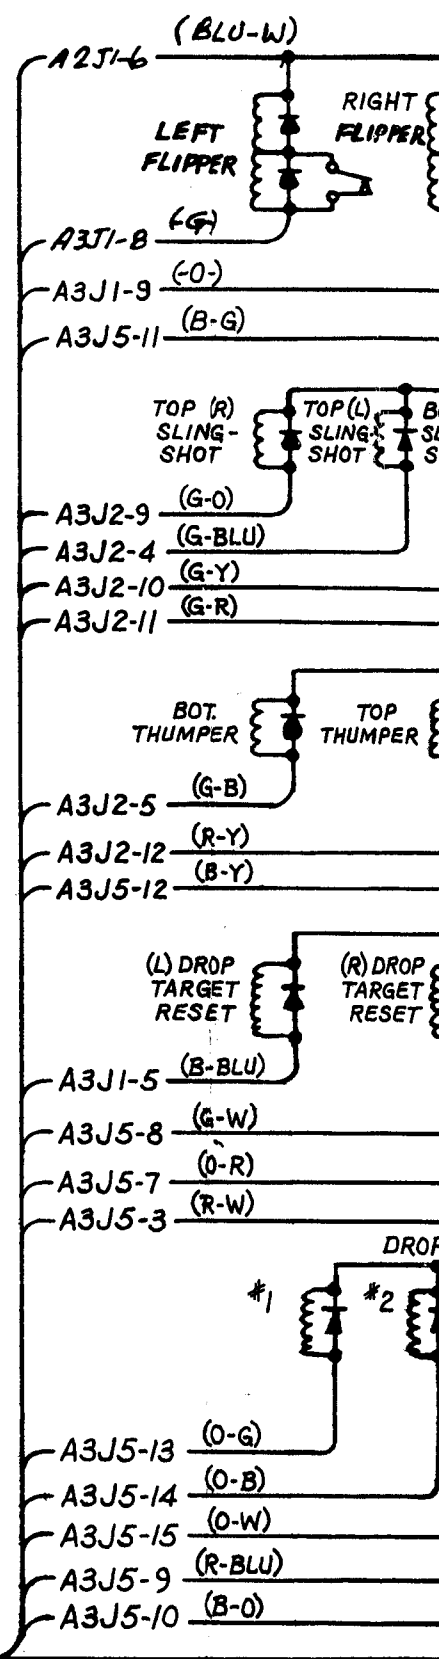 (BLU-W)
A2J1-6
LEFT
FLIPPER
RIGHT
FLIPPER
A3J1-8 (-G)
A3J1-9 (-O-)
A3J5-11 (B-G)
TOP (R)
SLING-
SHOT
TOP (L)
SLING-
SHOT
A3J2-9 (G-O)
A3J2-4 (G-BLU)
A3J2-10 (G-Y)
A3J2-11 (G-R)
BOT.
THUMPER
TOP
THUMPER
A3J2-5 (G-B)
A3J2-12 (R-Y)
A3J5-12 (B-Y)
(L) DROP
TARGET
RESET
(R) DROP
TARGET
RESET
A3J1-5 (B-BLU)
A3J5-8 (G-W)
A3J5-7 (O-R)
A3J5-3 (R-W)
DROP
#1
#2
A3J5-13 (O-G)
A3J5-14 (O-B)
A3J5-15 (O-W)
A3J5-9 (R-BLU)
A3J5-10 (B-O)